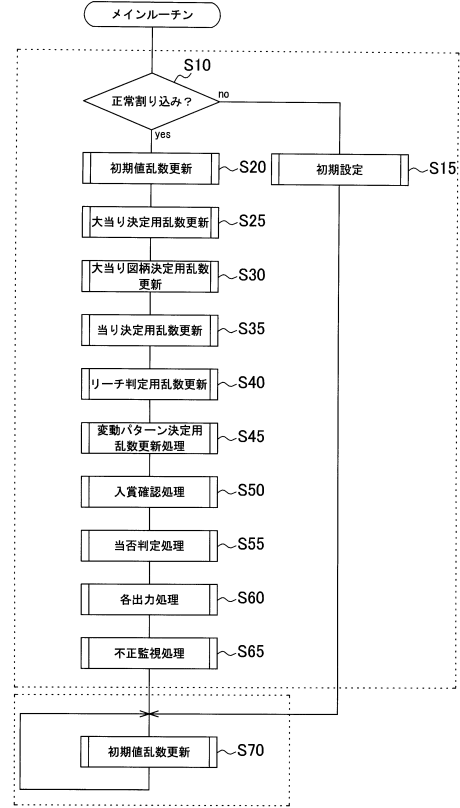 メインルーチン
S10
正常割り込み？
no
yes
初期値乱数更新
S20
初期設定
S15
大当り決定用乱数更新
S25
大当り図柄決定用乱数
更新
S30
当り決定用乱数更新
S35
リーチ判定用乱数更新
S40
変動パターン決定用
乱数更新処理
S45
入賞確認処理
S50
当否判定処理
S55
各出力処理
S60
不正監視処理
S65
初期値乱数更新
S70